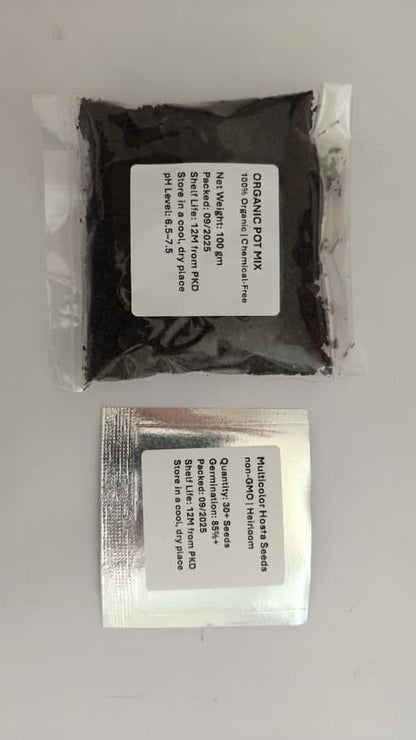 ORGANIC POT MIX
100% Organic | Chemical-Free
Net Weight: 100 gm
Packed: 09/2025
Shelf Life: 12M from PKD
Store in a cool, dry place
pH Level: 6.5-7.5
Multicolor Hosta Seeds
non-GMO | Heirloom
Quantity: 30+ Seeds
Germination: 85%+
Packed: 09/2025
Shelf Life: 12M from PKD
Store in a cool, dry place